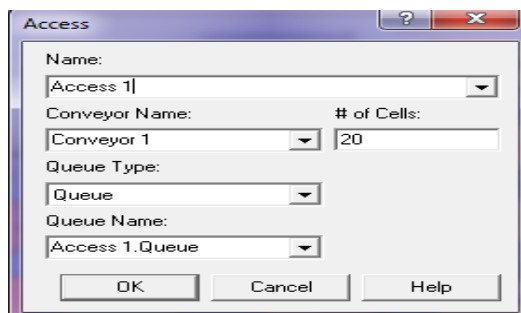 Access
Name:
Access 1
Conveyor Name: # of Cells:
Conveyor 1 20
Queue Type:
Queue
Queue Name:
Access 1.Queue
OK Cancel Help